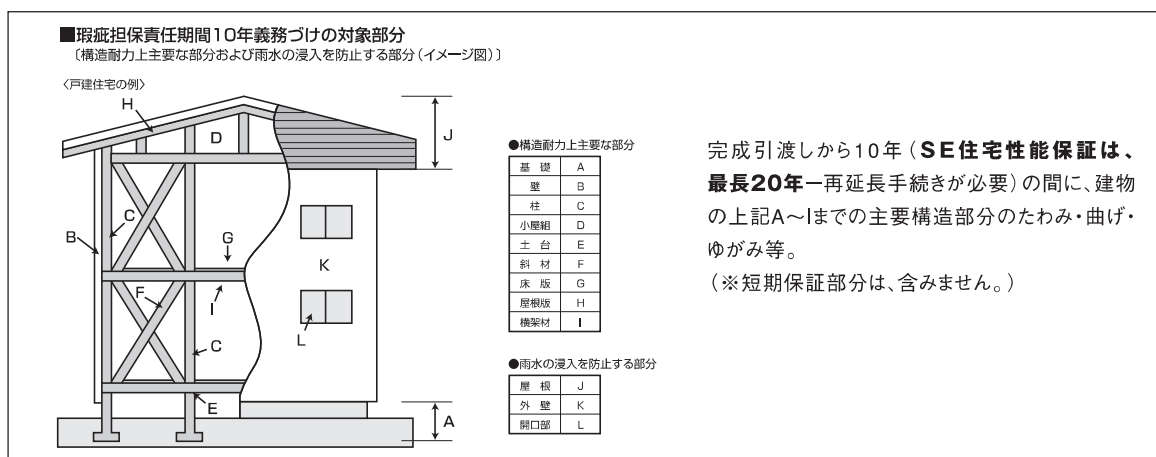 ■瑕疵担保責任期間10年義務づけの対象部分
〔構造耐力上主要な部分および雨水の浸入を防止する部分(イメージ図)〕
〈戸建住宅の例〉
H
D
J
C
B
G
K
F
I
L
C
E
A
●構造耐力上主要な部分
基礎 A
壁 B
柱 C
小屋組 D
土台 E
斜材 F
床版 G
屋根版 H
横架材 I
●雨水の浸入を防止する部分
屋根 J
外壁 K
開口部 L
完成引渡しから10年(SE住宅性能保証は、
最長20年ー再延長手続きが必要)の間に、建物
の上記A〜Iまでの主要構造部分のたわみ・曲げ・
ゆがみ等。
(※短期保証部分は、含みません。)